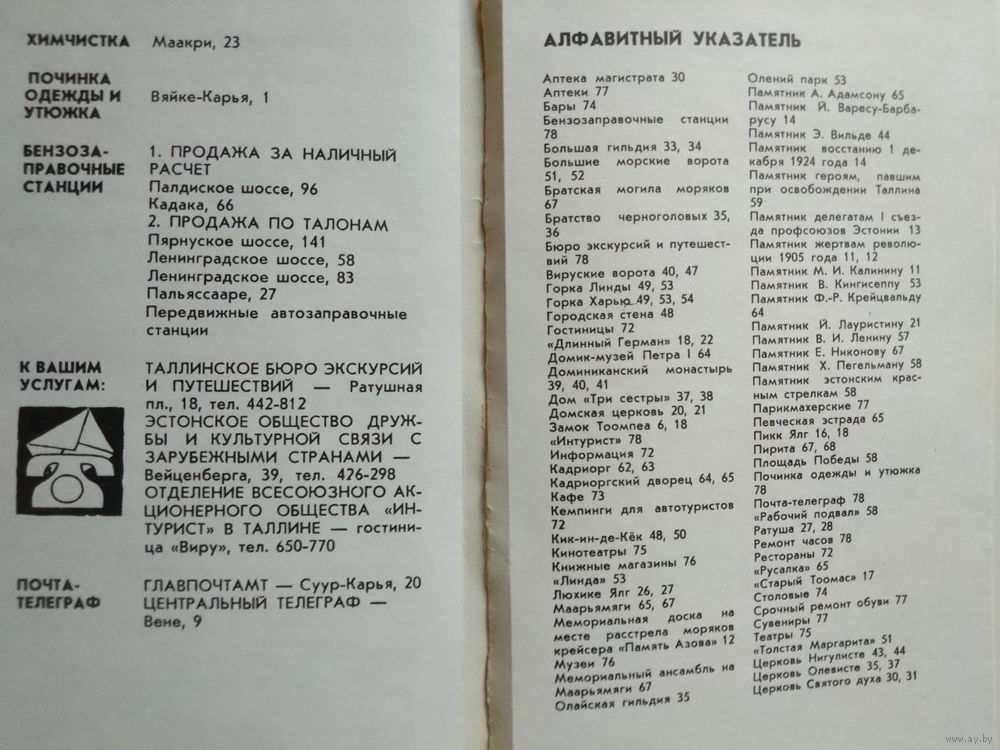 ХИМЧИСТКА Маакри, 23
ПОЧИНКА
ОДЕЖДЫ И
УТЮЖКА
Вяйке-Карья, 1
БЕНЗОЗА-
ПРАВОЧНЫЕ
СТАНЦИИ
1. ПРОДАЖА ЗА НАЛИЧНЫЙ
РАСЧЕТ
Палдиское шоссе, 96
Кадака, 66
2. ПРОДАЖА ПО ТАЛОНАМ
Пярнуское шоссе, 141
Ленинградское шоссе, 58
Ленинградское шоссе, 83
Пальяссааре, 27
Передвижные автозаправочные
станции
К ВАШИМ
УСЛУГАМ:
ТАЛЛИНСКОЕ БЮРО ЭКСКУРСИЙ
И ПУТЕШЕСТВИЙ — Ратушная
пл., 18, тел. 442-812
ЭСТОНСКОЕ ОБЩЕСТВО ДРУЖ-
БЫ И КУЛЬТУРНОЙ СВЯЗИ С
ЗАРУБЕЖНЫМИ СТРАНАМИ —
Вейценберга, 39, тел. 426-298
ОТДЕЛЕНИЕ ВСЕСОЮЗНОГО АК-
ЦИОНЕРНОГО ОБЩЕСТВА «ИН-
ТУРИСТ» В ТАЛЛИНЕ — гостини-
ца «Виру», тел. 650-770
ПОЧТА-
ТЕЛЕГРАФ
ГЛАВПОЧТАМТ — Суур-Карья, 20
ЦЕНТРАЛЬНЫЙ ТЕЛЕГРАФ —
Вене, 9
АЛФАВИТНЫЙ УКАЗАТЕЛЬ
Аптека магистрата 30
Аптеки 77
Бары 74
Бензозаправочные станции
78
Большая гильдия 33, 34
Большие морские ворота
51, 52
Братская могила моряков
67
Братство черноголовых 35,
36
Бюро экскурсий и путешест-
вий 78
Вируские ворота 40, 47
Горка Линды 49, 53
Горка Харью 49, 53, 54
Городская стена 48
Гостиницы 72
«Длинный Герман» 18, 22
Домик-музей Петра I 64
Доминиканский монастырь
39, 40, 41
Дом «Три сестры» 37, 38
Домская церковь 20, 21
Замок Тоомпеа 6, 18
«Интурист» 78
Информация 72
Кадриорг 62, 63
Кадриоргский дворец 64, 65
Кафе 73
Кемпинги для автотуристов
72
Кик-ин-де-Кёк 48, 50
Кинотеатры 75
Книжные магазины 76
«Линда» 53
Люхике Ялг 26, 27
Маарьямяги 65, 67
Мемориальная доска на
месте расстрела моряков
крейсера «Память Азова» 12
Музеи 76
Мемориальный ансамбль на
Маарьямяги 67
Олайская гильдия 35
Олений парк 53
Памятник А. Адамсону 65
Памятник Й. Варесу-Барба-
русу 14
Памятник Э. Вильде 44
Памятник восстанию 1 де-
кабря 1924 года 14
Памятник героям, павшим
при освобождении Таллина
59
Памятник делегатам I съез-
да профсоюзов Эстонии 13
Памятник жертвам револю-
ции 1905 года 11, 12
Памятник М. И. Калинину 11
Памятник В. Кингисеппу 53
Памятник Ф.-Р. Крейцвальду
64
Памятник Й. Лауристину 21
Памятник В. И. Ленину 57
Памятник Е. Никонову 67
Памятник Х. Пегельману 58
Памятник эстонским крас-
ным стрелкам 58
Парикмахерские 77
Певческая эстрада 65
Пикк Ялг 16, 18
Пирита 67, 68
Площадь Победы 58
Починка одежды и утюжка
78
Почта-телеграф 78
«Рабочий подвал» 58
Ратуша 27, 28
Ремонт часов 78
Рестораны 72
«Русалка» 65
«Старый Тоомас» 17
Столовые 74
Срочный ремонт обуви 77
Сувениры 77
Театры 75
«Толстая Маргарита» 51
Церковь Нигулисте 43, 44
Церковь Олевисте 35, 37
Церковь Святого духа 30, 31
www.ay.by